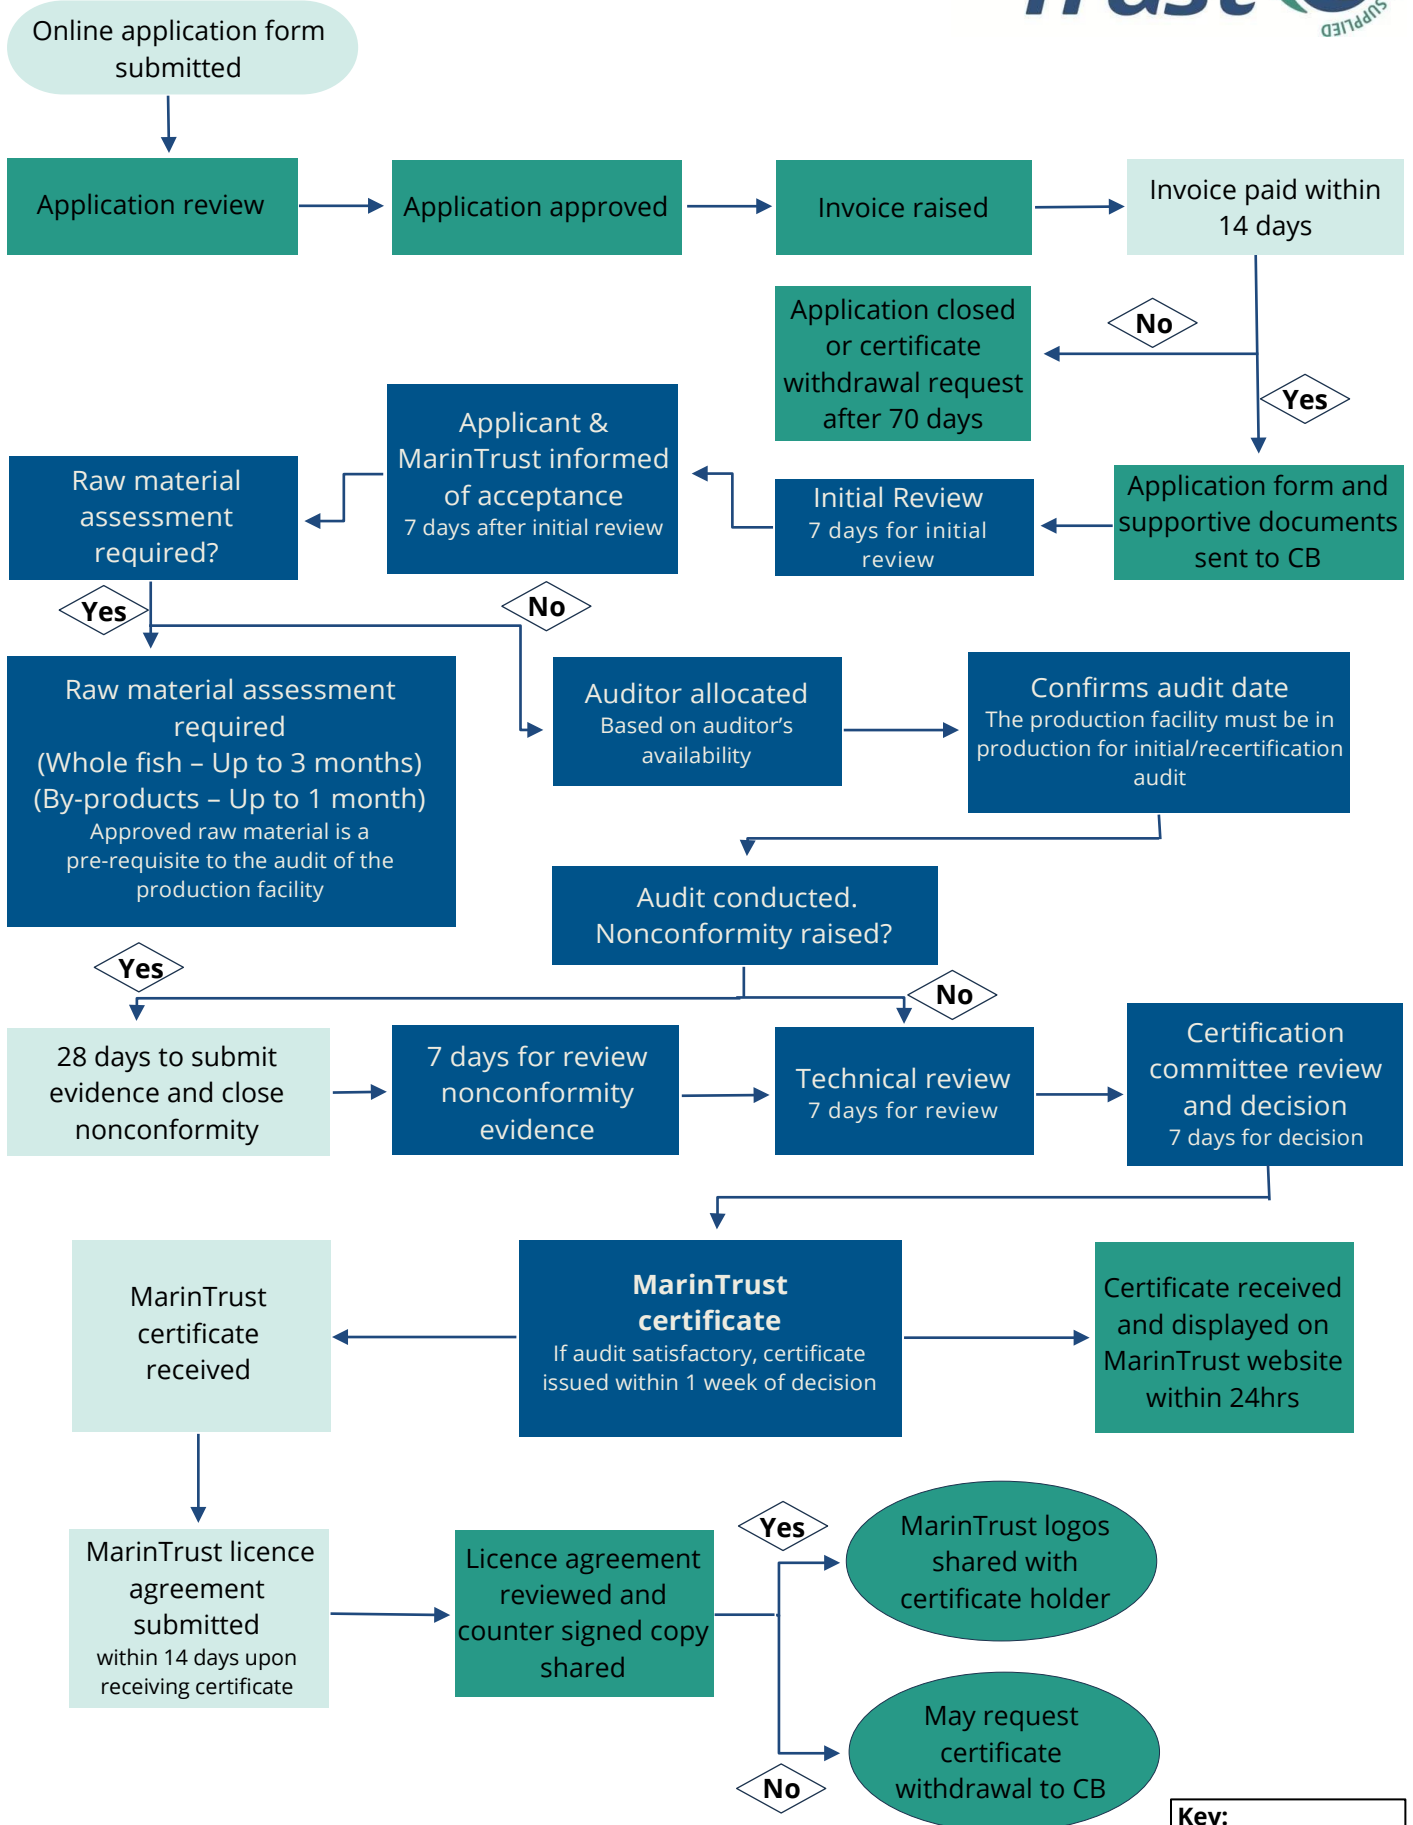 Trust
SUPPLIED
Online application form
submitted
Application review
Application approved
Invoice raised
Invoice paid within
14 days
Application closed
or certificate
withdrawal request
after 70 days
No
Yes
Applicant &
MarinTrust informed
of acceptance
7 days after initial review
Raw material
assessment
required?
Initial Review
7 days for initial
review
Application form and
supportive documents
sent to CB
Yes
No
Raw material assessment
required
(Whole fish – Up to 3 months)
(By-products – Up to 1 month)
Approved raw material is a
pre-requisite to the audit of the
production facility
Auditor allocated
Based on auditor’s
availability
Confirms audit date
The production facility must be in
production for initial/recertification
audit
Audit conducted.
Nonconformity raised?
Yes
No
28 days to submit
evidence and close
nonconformity
7 days for review
nonconformity
evidence
Technical review
7 days for review
Certification
committee review
and decision
7 days for decision
MarinTrust
certificate
received
MarinTrust
certificate
If audit satisfactory, certificate
issued within 1 week of decision
Certificate received
and displayed on
MarinTrust website
within 24hrs
MarinTrust licence
agreement
submitted
within 14 days upon
receiving certificate
Licence agreement
reviewed and
counter signed copy
shared
Yes
MarinTrust logos
shared with
certificate holder
No
May request
certificate
withdrawal to CB
Key: